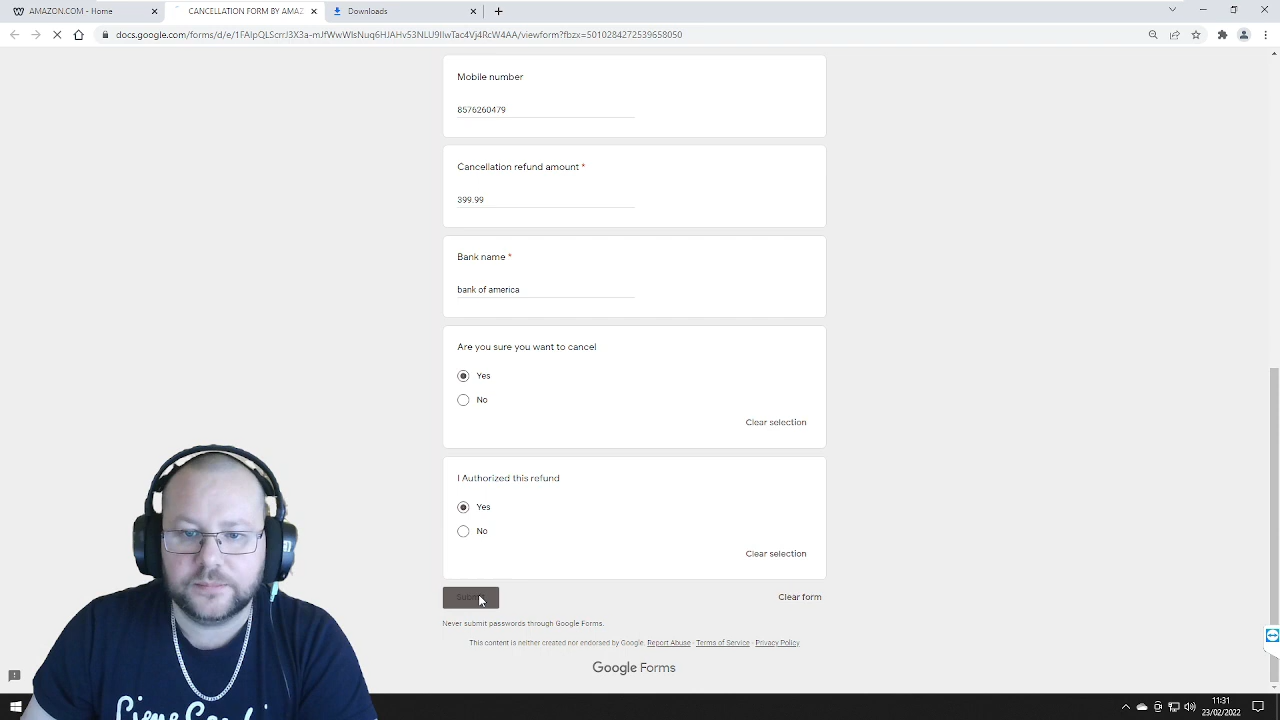 AMAZON.COM - Home
CANCELLATION FORM BY AMAZ
Downloads
docs.google.com/forms/d/e/1FAIpQLScrrJ3X3a-mJfWwWlsNuq6HJAHv53NLU9IlwTac4Vj4RcW4AA/viewform?fbzx=5010284272539658050
Mobile number
8576260479
Cancellation refund amount *
399.99
Bank name *
bank of america
Are you sure you want to cancel
Yes
No
Clear selection
I Authorized this refund
Yes
No
Clear selection
Submit
Clear form
Never submit passwords through Google Forms.
This content is neither created nor endorsed by Google. Report Abuse - Terms of Service - Privacy Policy
Google Forms
11:31
23/02/2022